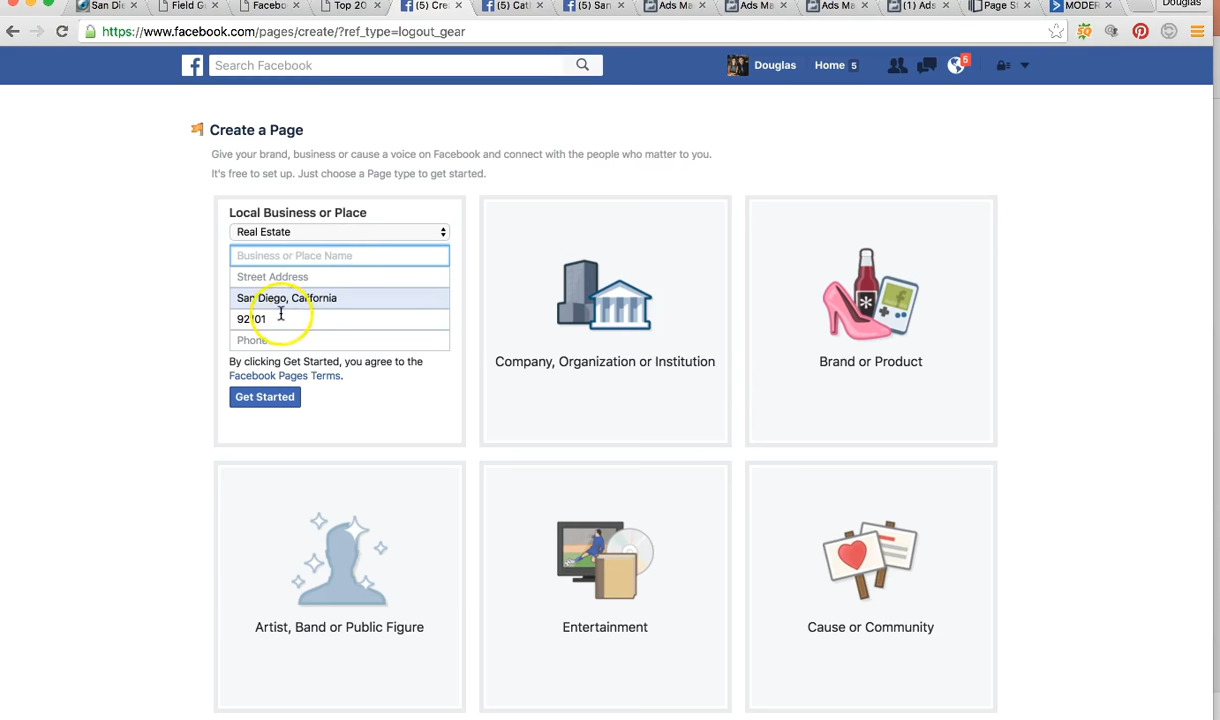 San Die
Field G
Facebo
Top 20
(5) Cre
(5) Cat
(5) San
Ads Ma
Ads Ma
Ads Ma
(1) Ads
Page S
MODER
Douglas
https://www.facebook.com/pages/create/?ref_type=logout_gear
SQ
Search Facebook
Douglas
Home 5
5
Create a Page
Give your brand, business or cause a voice on Facebook and connect with the people who matter to you.
It's free to set up. Just choose a Page type to get started.
Local Business or Place
Real Estate
Business or Place Name
Street Address
San Diego, California
92101
Phone
By clicking Get Started, you agree to the
Facebook Pages Terms.
Get Started
Company, Organization or Institution
Brand or Product
Artist, Band or Public Figure
Entertainment
Cause or Community